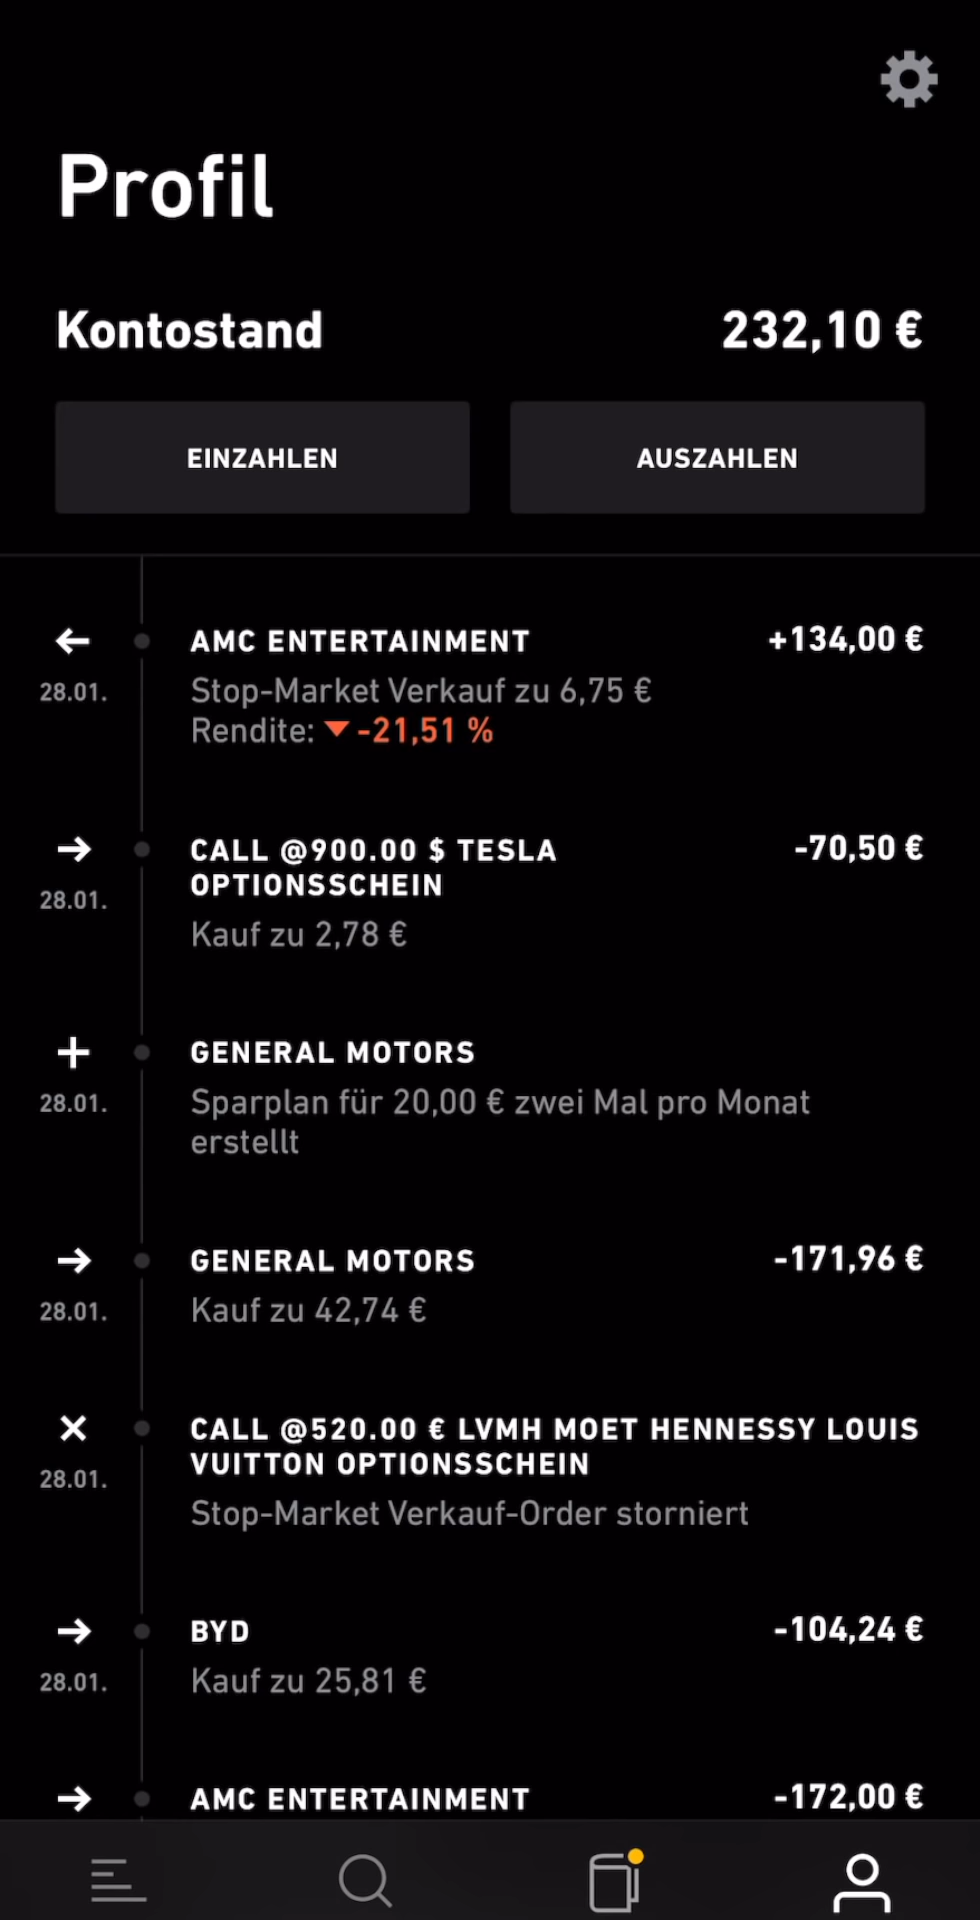 Profil
Kontostand 232,10 €
EINZAHLEN AUSZAHLEN
AMC ENTERTAINMENT +134,00 €
28.01. Stop-Market Verkauf zu 6,75 €
Rendite: -21,51 %
CALL @900.00 $ TESLA -70,50 €
OPTIONSSCHEIN
28.01.
Kauf zu 2,78 €
GENERAL MOTORS
28.01. Sparplan für 20,00 € zwei Mal pro Monat
erstellt
GENERAL MOTORS -171,96 €
28.01. Kauf zu 42,74 €
CALL @520.00 € LVMH MOET HENNESSY LOUIS
VUITTON OPTIONSSCHEIN
28.01.
Stop-Market Verkauf-Order storniert
BYD -104,24 €
28.01. Kauf zu 25,81 €
AMC ENTERTAINMENT -172,00 €